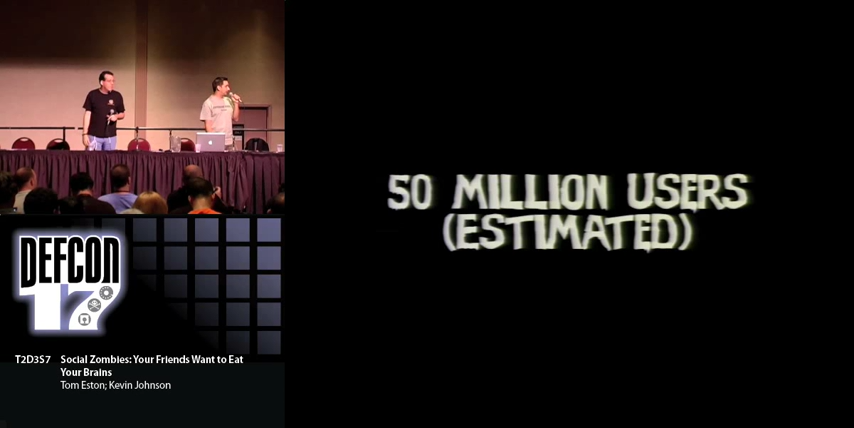 50 MILLION USERS
(ESTIMATED)
DEFCON
17
T2D3S7 Social Zombies: Your Friends Want to Eat
Your Brains
Tom Eston; Kevin Johnson